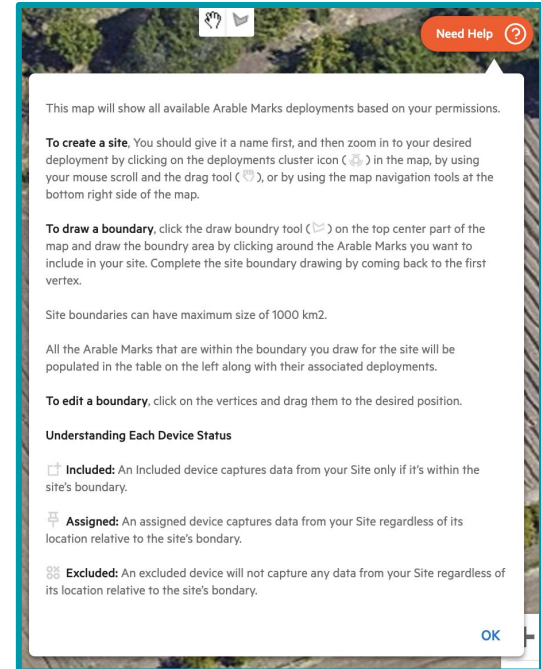 Need Help ?
This map will show all available Arable Marks deployments based on your permissions.
To create a site, You should give it a name first, and then zoom in to your desired
deployment by clicking on the deployments cluster icon ( ) in the map, by using
your mouse scroll and the drag tool ( ), or by using the map navigation tools at the
bottom right side of the map.
To draw a boundary, click the draw boundry tool ( ) on the top center part of the
map and draw the boundry area by clicking around the Arable Marks you want to
include in your site. Complete the site boundary drawing by coming back to the first
vertex.
Site boundaries can have maximum size of 1000 km2.
All the Arable Marks that are within the boundary you draw for the site will be
populated in the table on the left along with their associated deployments.
To edit a boundary, click on the vertices and drag them to the desired position.
Understanding Each Device Status
Included: An Included device captures data from your Site only if it's within the
site's boundary.
Assigned: An assigned device captures data from your Site regardless of its
location relative to the site's bondary.
Excluded: An excluded device will not capture any data from your Site regardless of
its location relative to the site's bondary.
OK